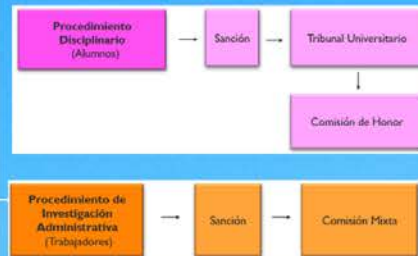 Procedimiento
Disciplinario
(Alumnos)
Sanción
Tribunal Universitario
Comisión de Honor
Procedimiento de
Investigación
Administrativa
(Trabajadores)
Sanción
Comisión Mixta